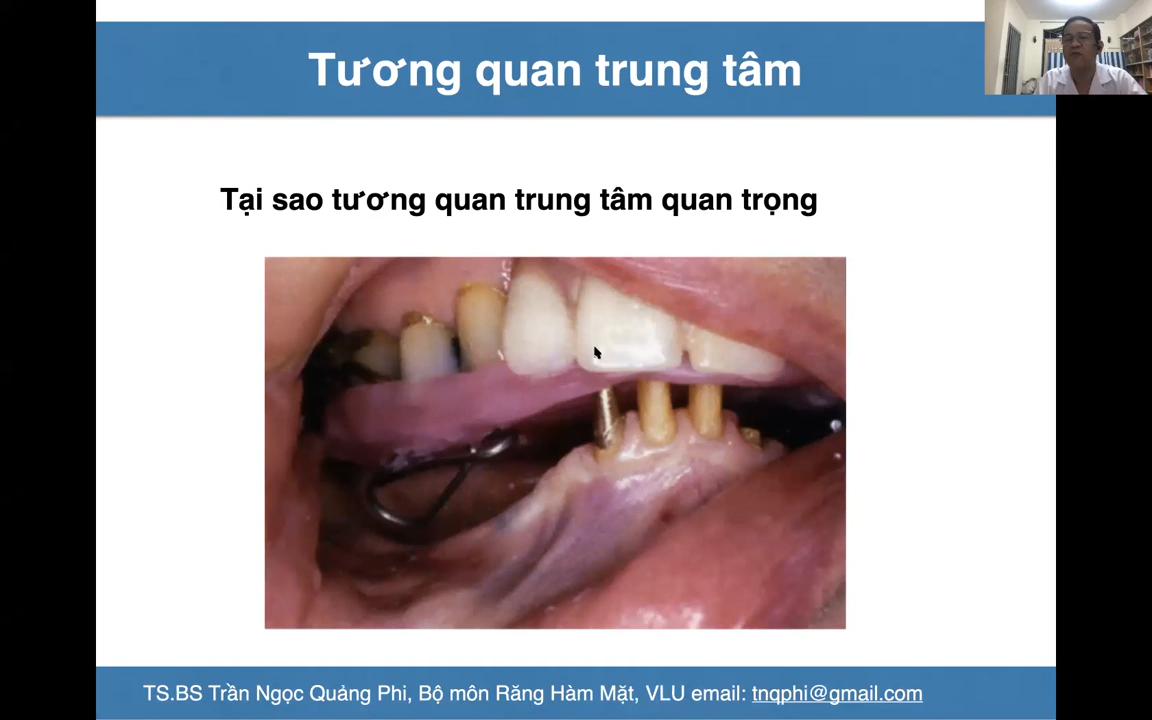 Tương quan trung tâm
Tại sao tương quan trung tâm quan trọng
TS.BS Trần Ngọc Quảng Phi, Bộ môn Răng Hàm Mặt, VLU email: tnqphi@gmail.com